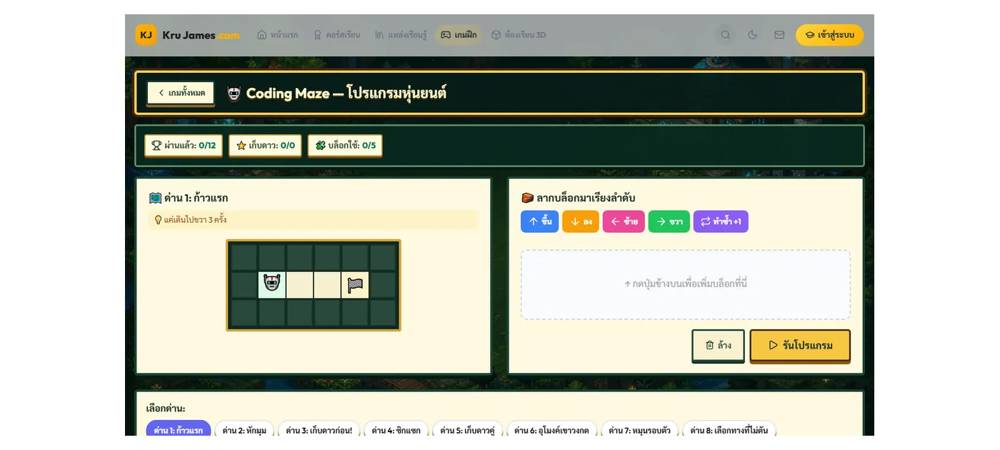 KJ Kru James.com หน้าแรก คอร์สเรียน แหล่งเรียนรู้ เกมฝึก ห้องเรียน 3D เข้าสู่ระบบ
เกมทั้งหมด Coding Maze — โปรแกรมหุ่นยนต์
ผ่านแล้ว: 0/12 เก็บดาว: 0/0 บล็อกใช้: 0/5
ด่าน 1: ก้าวแรก
แค่เดินไปขวา 3 ครั้ง
ลากบล็อกมาเรียงลำดับ
↑ ขึ้น ↓ ลง ← ซ้าย → ขวา ทำซ้ำ +1
↑ กดปุ่มข้างบนเพื่อเพิ่มบล็อกที่นี่
ล้าง รันโปรแกรม
เลือกด่าน:
ด่าน 1: ก้าวแรก ด่าน 2: หักมุม ด่าน 3: เก็บดาวก่อน! ด่าน 4: ซิกแซก ด่าน 5: เก็บดาวคู่ ด่าน 6: อุโมงค์เขาวงกต ด่าน 7: หมุนรอบตัว ด่าน 8: เลือกทางที่ไม่ตัน